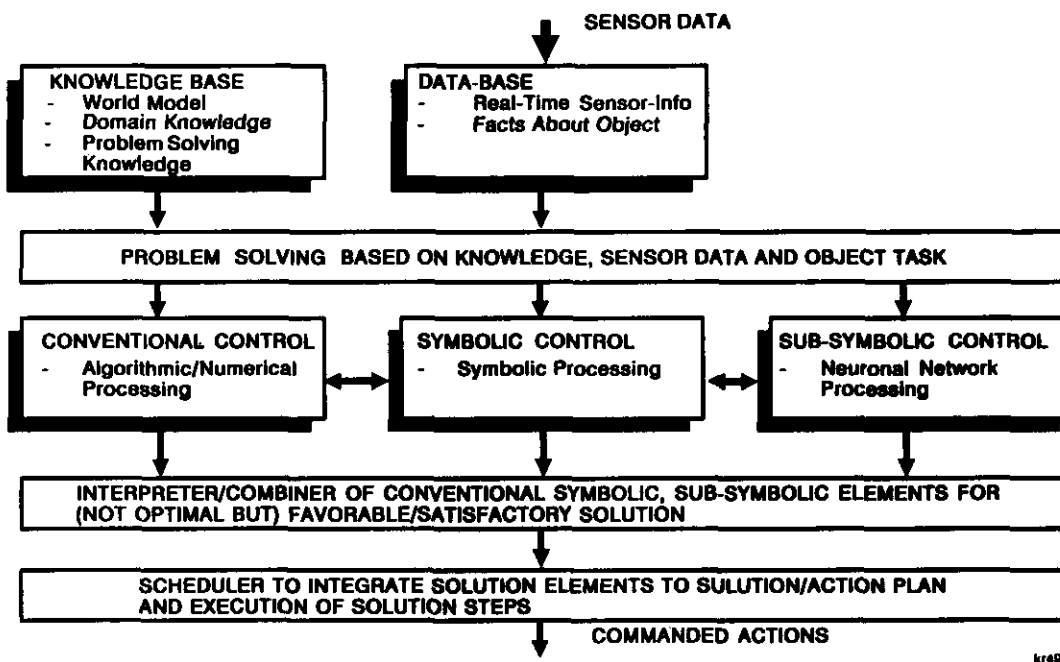 SENSOR DATA
KNOWLEDGE BASE
- World Model
- Domain Knowledge
- Problem Solving
Knowledge
DATA-BASE
- Real-Time Sensor-Info
- Facts About Object
PROBLEM SOLVING BASED ON KNOWLEDGE, SENSOR DATA AND OBJECT TASK
CONVENTIONAL CONTROL
- Algorithmic/Numerical
Processing
SYMBOLIC CONTROL
- Symbolic Processing
SUB-SYMBOLIC CONTROL
- Neuronal Network
Processing
INTERPRETER/COMBINER OF CONVENTIONAL SYMBOLIC, SUB-SYMBOLIC ELEMENTS FOR
(NOT OPTIMAL BUT) FAVORABLE/SATISFACTORY SOLUTION
SCHEDULER TO INTEGRATE SOLUTION ELEMENTS TO SULUTION/ACTION PLAN
AND EXECUTION OF SOLUTION STEPS
COMMANDED ACTIONS